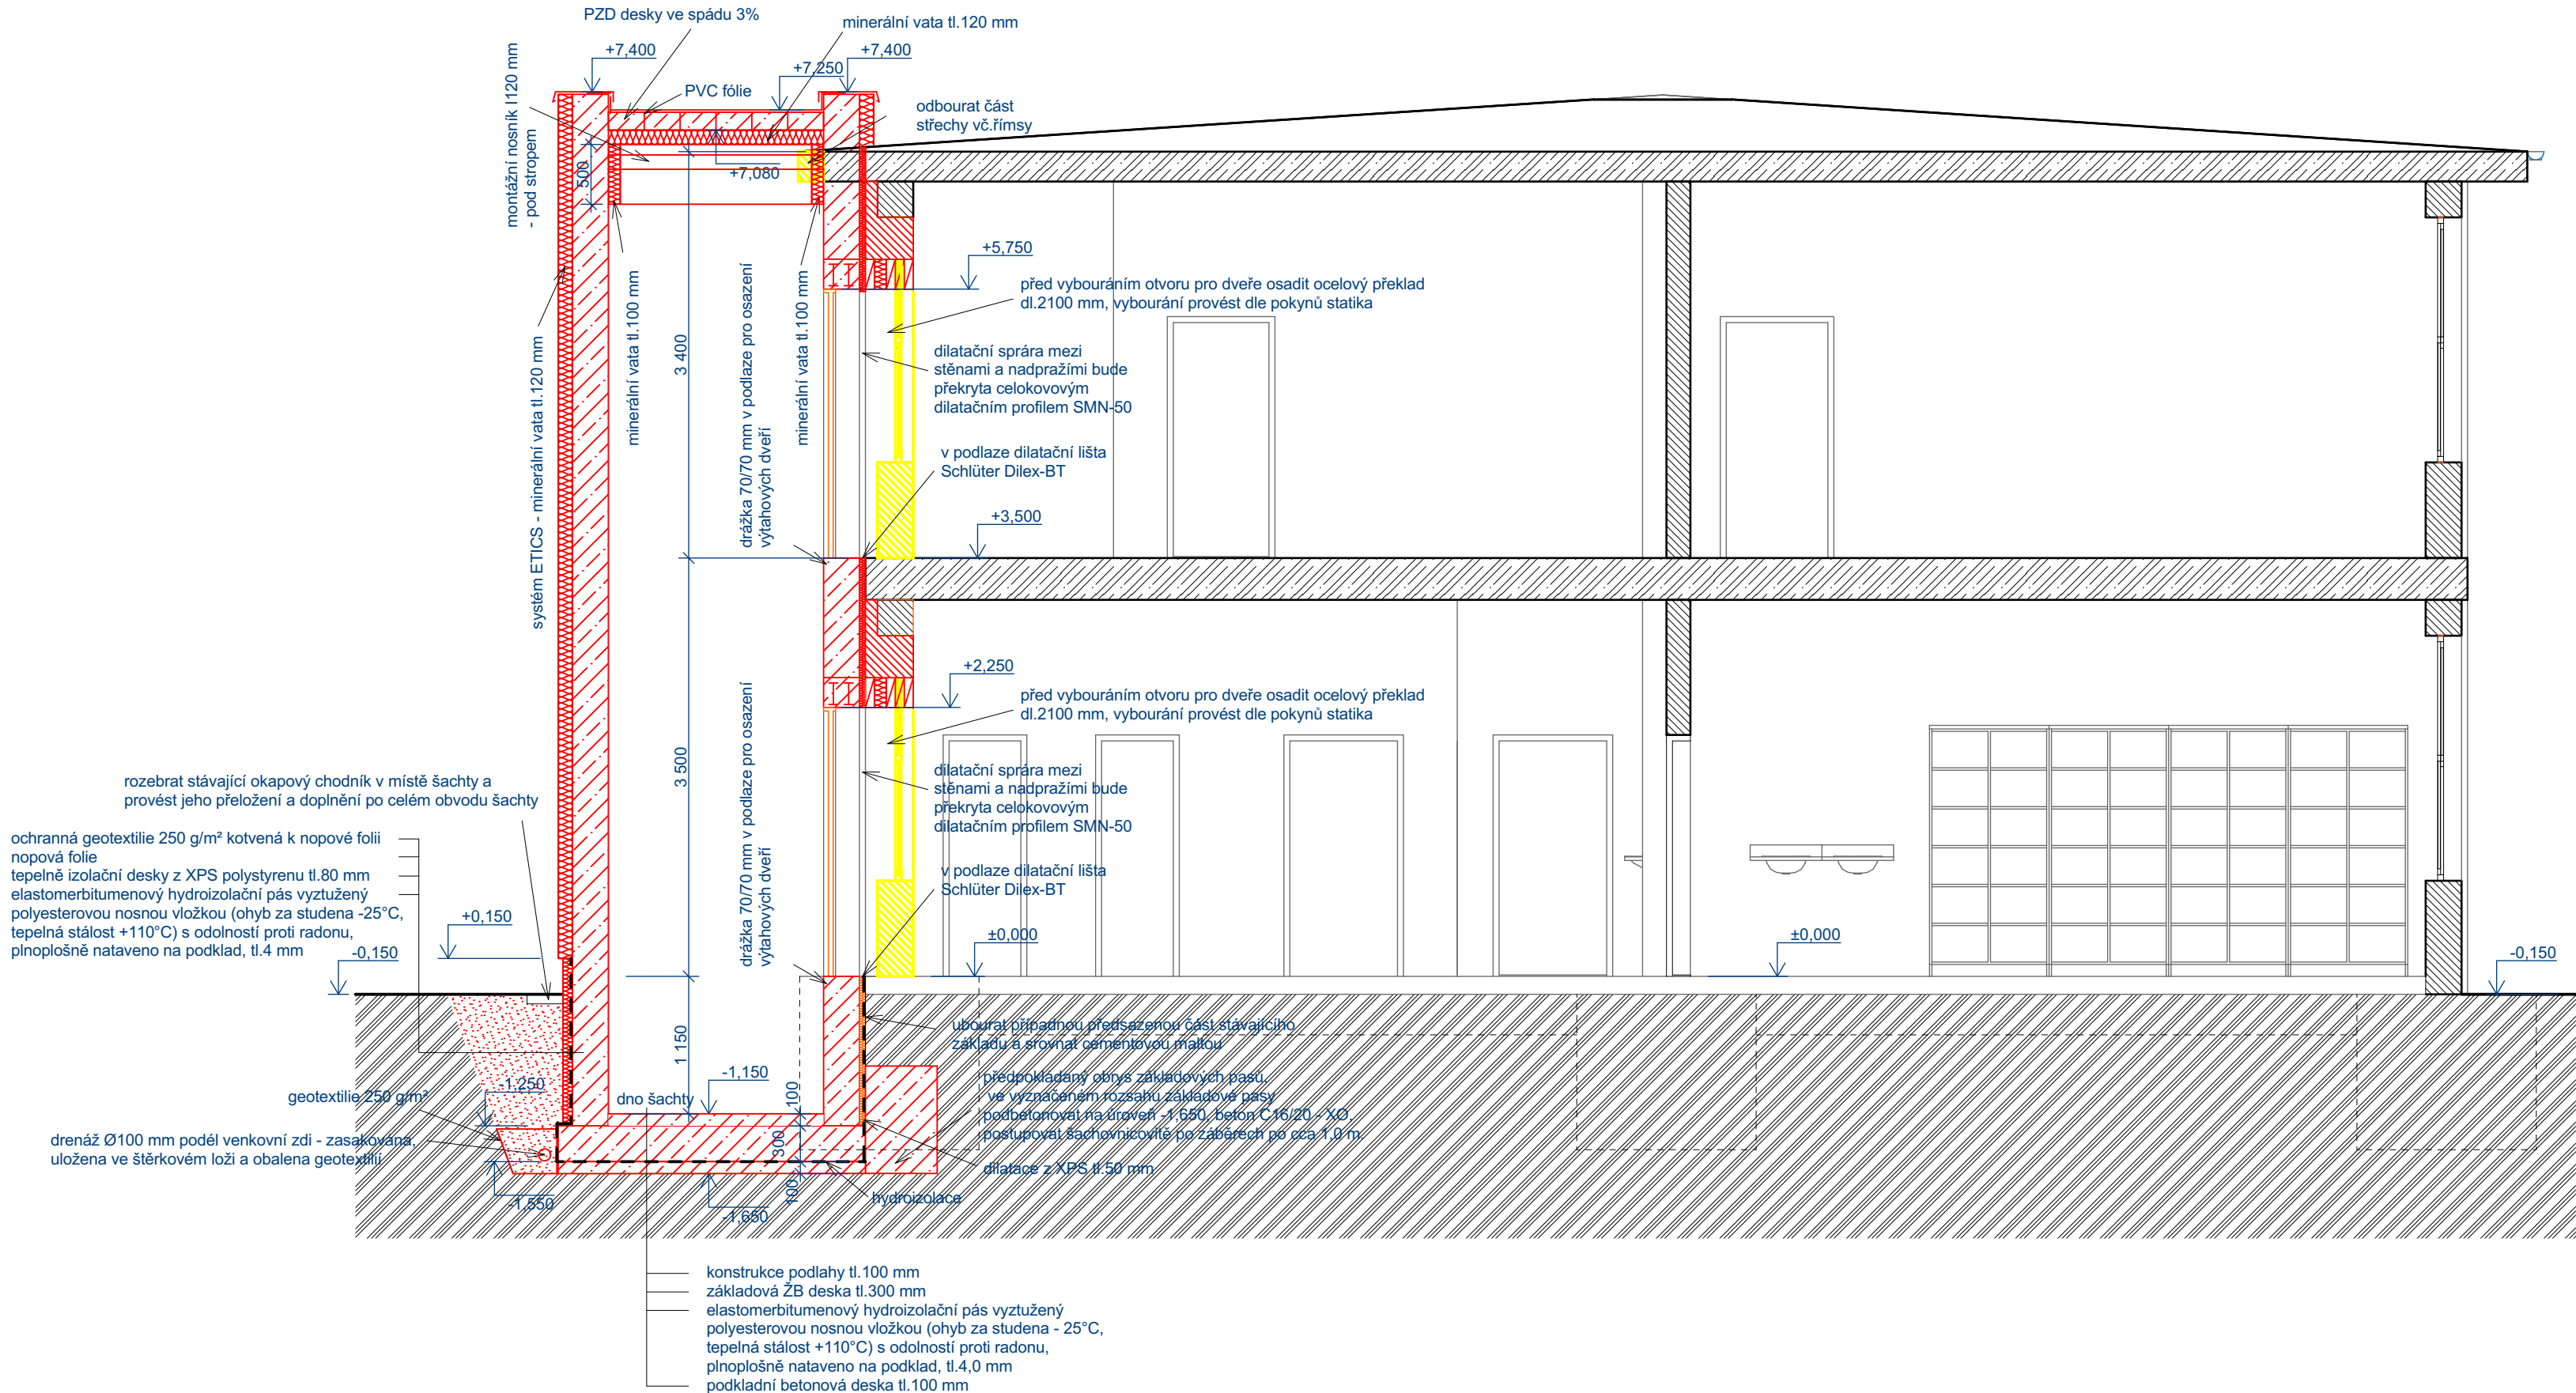 PZD desky ve spádu 3%
minerální vata tl.120 mm
+7,400
+7,400
+7,250
PVC fólie
montážní nosník I120 mm
- pod stropem
odbourat část
střechy vč.římsy
500
+7,080
+5,750
před vybouráním otvoru pro dveře osadit ocelový překlad
dl.2100 mm, vybourání provést dle pokynů statika
systém ETICS - minerální vata tl.120 mm
minerální vata tl.100 mm
3 400
drážka 70/70 mm v podlaze pro osazení
výtahových dveří
minerální vata tl.100 mm
dilatační sprára mezi
stěnami a nadpražími bude
překryta celokovovým
dilatačním profilem SMN-50
v podlaze dilatační lišta
Schlüter Dilex-BT
+3,500
+2,250
před vybouráním otvoru pro dveře osadit ocelový překlad
dl.2100 mm, vybourání provést dle pokynů statika
3 500
drážka 70/70 mm v podlaze pro osazení
výtahových dveří
dilatační sprára mezi
stěnami a nadpražími bude
překryta celokovovým
dilatačním profilem SMN-50
v podlaze dilatační lišta
Schlüter Dilex-BT
rozebrat stávající okapový chodník v místě šachty a
provést jeho přeložení a doplnění po celém obvodu šachty
ochranná geotextilie 250 g/m² kotvená k nopové folii
nopová folie
tepelně izolační desky z XPS polystyrenu tl.80 mm
elastomerbitumenový hydroizolační pás vyztužený
polyesterovou nosnou vložkou (ohyb za studena -25°C,
tepelná stálost +110°C) s odolností proti radonu,
plnoplošně nataveno na podklad, tl.4 mm
+0,150
-0,150
±0,000
±0,000
-0,150
1 150
ubourat případnou předsazenou část stávajícího
základu a srovnat cementovou maltou
-1,250
-1,150
100
dno šachty
geotextilie 250 g/m²
předpokládaný obrys základových pasů,
ve vyznačeném rozsahu základové pasy
podbetonovat na úroveň -1,650, beton C16/20 - XO,
postupovat šachovnicovitě po záběrech po cca 1,0 m.
drenáž Ø100 mm podél venkovní zdi - zasakována,
uložena ve štěrkovém loži a obalena geotextilií
300
dilatace z XPS tl.50 mm
100
hydroizolace
-1,550
-1,650
konstrukce podlahy tl.100 mm
základová ŽB deska tl.300 mm
elastomerbitumenový hydroizolační pás vyztužený
polyesterovou nosnou vložkou (ohyb za studena - 25°C,
tepelná stálost +110°C) s odolností proti radonu,
plnoplošně nataveno na podklad, tl.4,0 mm
podkladní betonová deska tl.100 mm